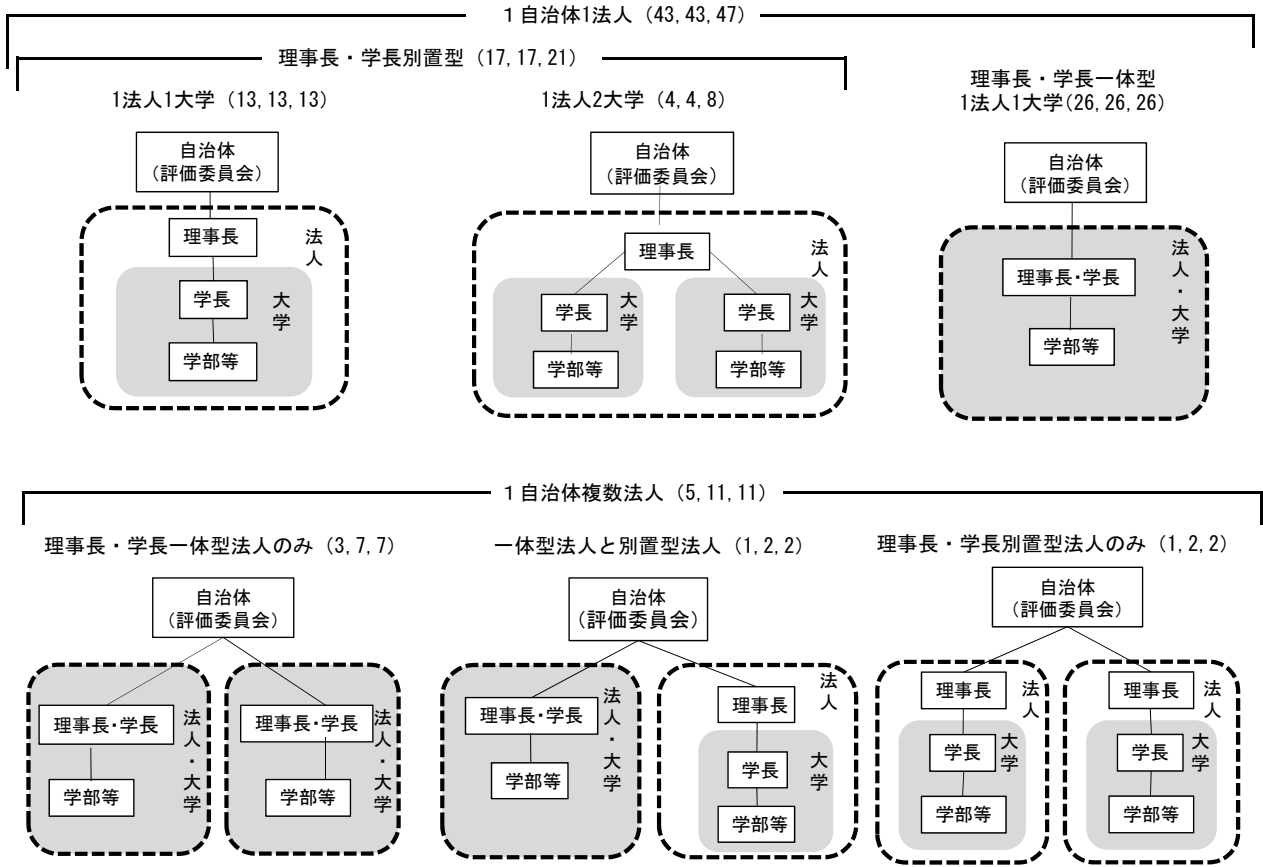 １自治体1法人（43, 43, 47）
理事長・学長別置型（17, 17, 21）
1法人1大学（13, 13, 13）
自治体
（評価委員会）
理事長
法人
学長
大学
学部等
1法人2大学（4, 4, 8）
自治体
（評価委員会）
理事長
法人
学長
大学
学部等
学長
大学
学部等
理事長・学長一体型
1法人1大学(26, 26, 26)
自治体
（評価委員会）
理事長・学長
法人・大学
学部等
１自治体複数法人（5, 11, 11）
理事長・学長一体型法人のみ（3, 7, 7）
自治体
（評価委員会）
理事長・学長
法人・大学
学部等
理事長・学長
法人・大学
学部等
一体型法人と別置型法人（1, 2, 2）
自治体
（評価委員会）
理事長・学長
法人・大学
学部等
理事長
法人
学長
大学
学部等
理事長・学長別置型法人のみ（1, 2, 2）
自治体
（評価委員会）
理事長
法人
学長
大学
学部等
理事長
法人
学長
大学
学部等